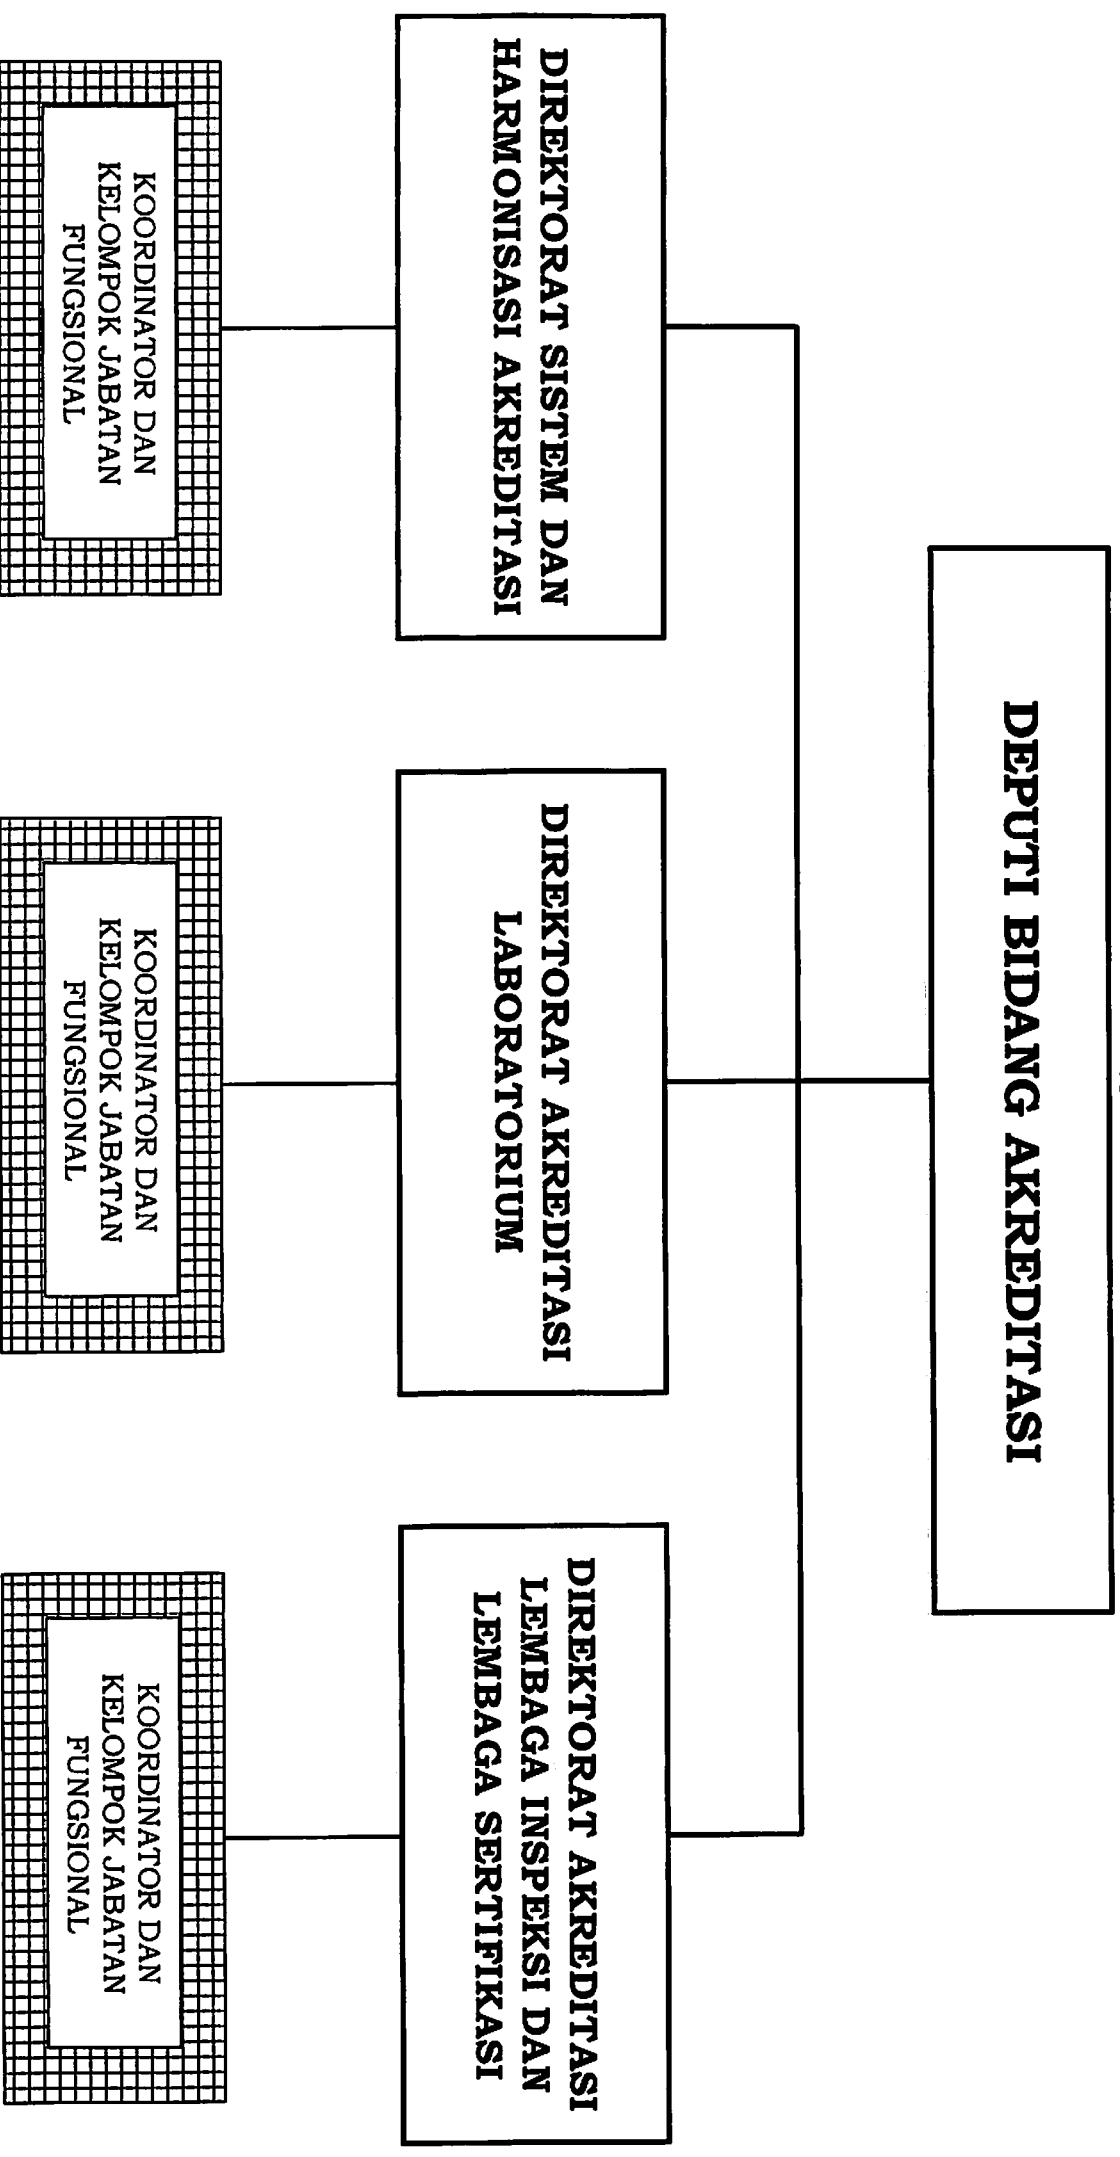 DEPUTI BIDANG AKREDITASI
DIREKTORAT SISTEM DAN
HARMONISASI AKREDITASI
DIREKTORAT AKREDITASI
LABORATORIUM
DIREKTORAT AKREDITASI
LEMBAGA INSPEKSI DAN
LEMBAGA SERTIFIKASI
KOORDINATOR DAN
KELOMPOK JABATAN
FUNGSIONAL
KOORDINATOR DAN
KELOMPOK JABATAN
FUNGSIONAL
KOORDINATOR DAN
KELOMPOK JABATAN
FUNGSIONAL